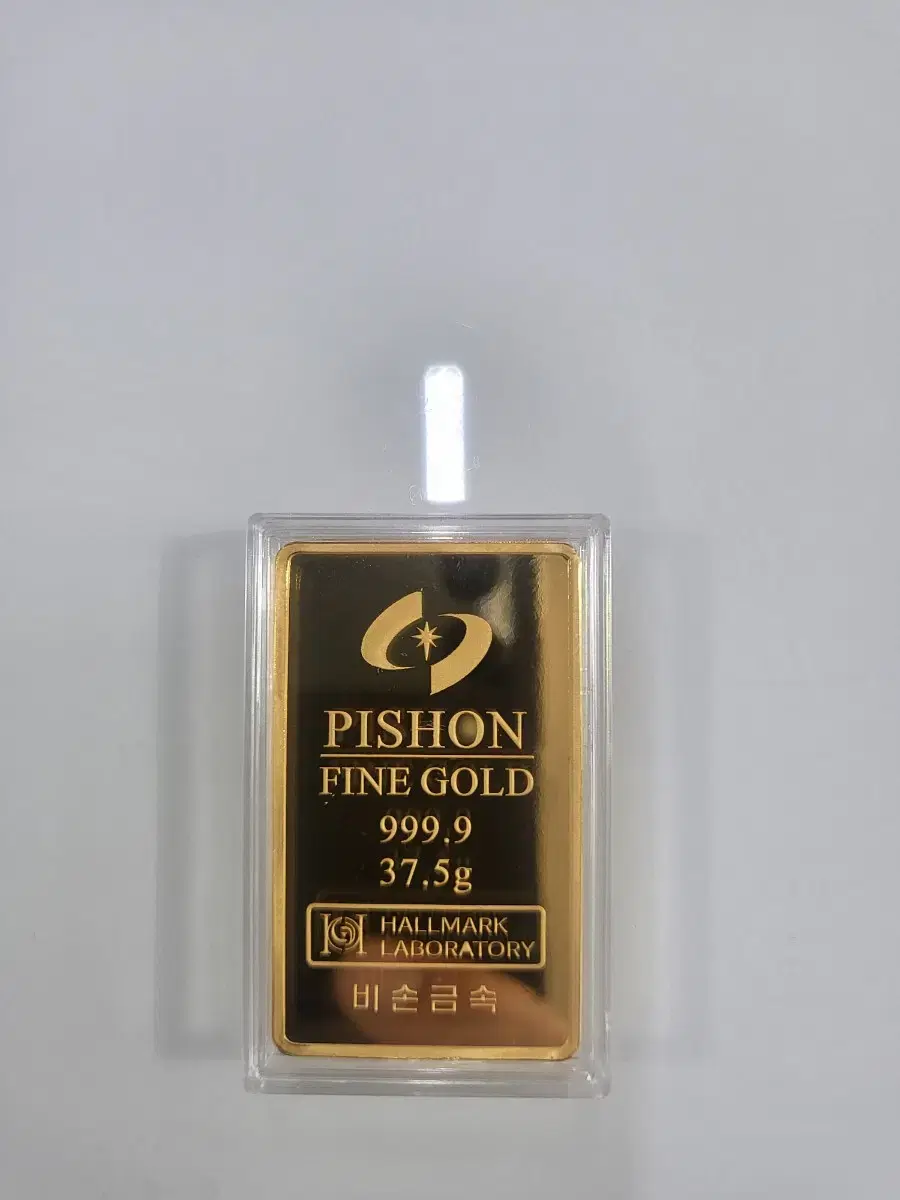 PISHON
FINE GOLD
999.9
37.5g
HALLMARK
LABORATORY
비손금속